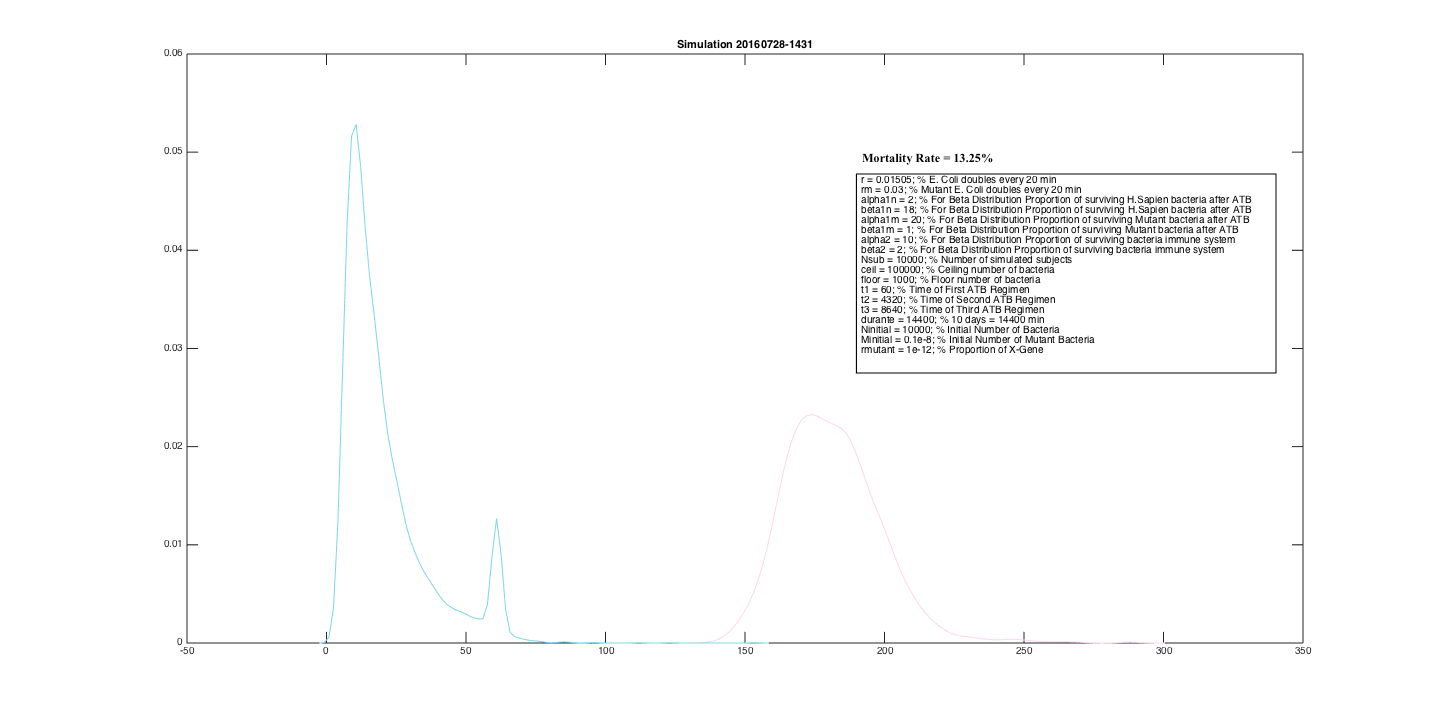 Simulation 20160728-1431
0.06
0.05
0.04
0.03
0.02
0.01
0
-50
0
50
100
150
200
250
300
350
Mortality Rate = 13.25%
r = 0.01505; % E. Coli doubles every 20 min
rm = 0.03; % Mutant E. Coli doubles every 20 min
alpha1n = 2; % For Beta Distribution Proportion of surviving H.Sapien bacteria after ATB
beta1n = 18; % For Beta Distribution Proportion of surviving H.Sapien bacteria after ATB
alpha1m = 20; % For Beta Distribution Proportion of surviving Mutant bacteria after ATB
beta1m = 1; % For Beta Distribution Proportion of surviving Mutant bacteria after ATB
alpha2 = 10; % For Beta Distribution Proportion of surviving bacteria immune system
beta2 = 2; % For Beta Distribution Proportion of surviving bacteria immune system
Nsub = 10000; % Number of simulated subjects
ceil = 100000; % Ceiling number of bacteria
floor = 1000; % Floor number of bacteria
t1 = 60; % Time of First ATB Regimen
t2 = 4320; % Time of Second ATB Regimen
t3 = 8640; % Time of Third ATB Regimen
durante = 14400; % 10 days = 14400 min
Ninitial = 10000; % Initial Number of Bacteria
Minitial = 0.1e-8; % Initial Number of Mutant Bacteria
rmutant = 1e-12; % Proportion of X-Gene